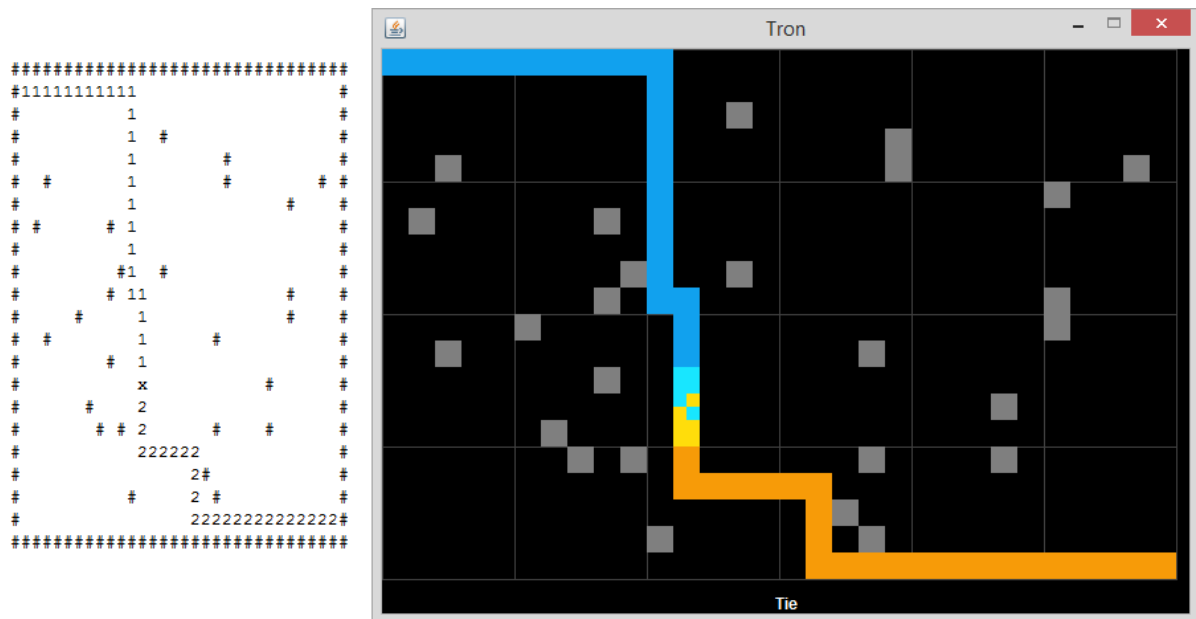 ################################
#11111111111                   #
#          1                   #
#          1  #                #
#          1        #          #
#  #       1        #        # #
#          1              #    #
# #      # 1                   #
#          1                   #
#         #1  #                #
#        # 11             #    #
#     #     1             #    #
#  #        1      #           #
#        #  1                  #
#           x           #      #
#      #    2                  #
#       # # 2      #    #      #
#           222222             #
#                2#            #
#          #     2 #           #
#                22222222222222#
################################
Tron
Tie